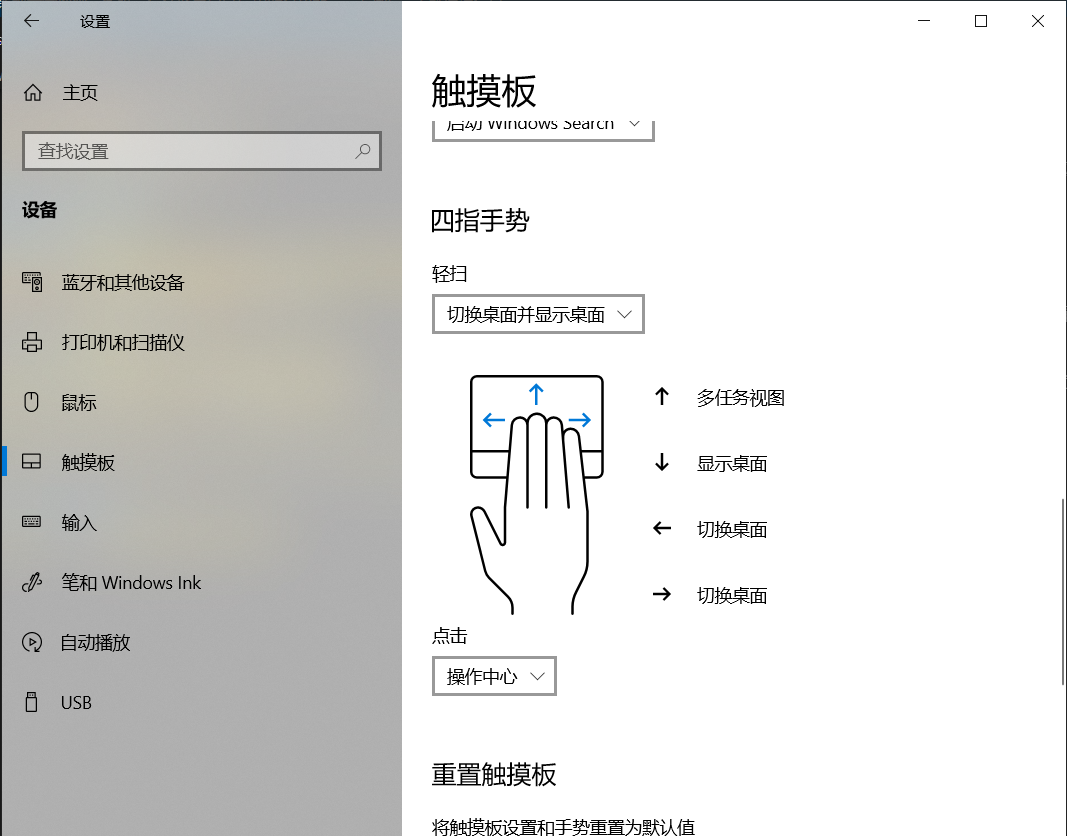 设置
主页
查找设置
设备
蓝牙和其他设备
打印机和扫描仪
鼠标
触摸板
输入
笔和 Windows Ink
自动播放
USB
触摸板
启动 Windows Search
四指手势
轻扫
切换桌面并显示桌面
多任务视图
显示桌面
切换桌面
切换桌面
点击
操作中心
重置触摸板
将触摸板设置和手势重置为默认值